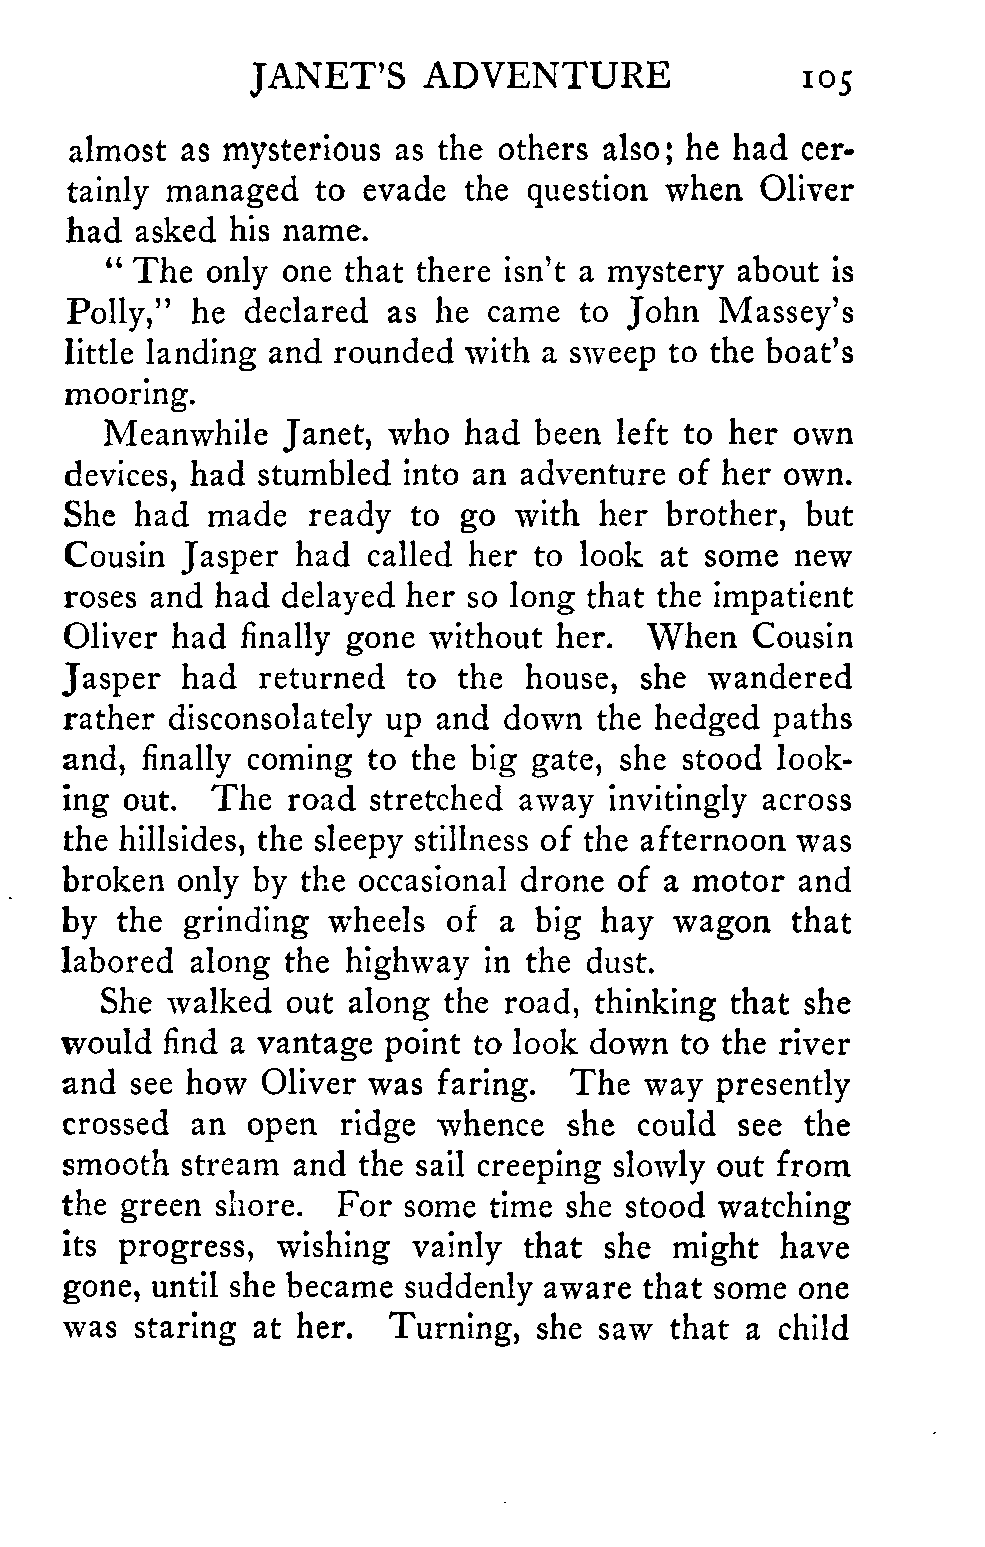 JANET'S ADVENTURE 105
almost as mysterious as the others also; he had cer-
tainly managed to evade the question when Oliver
had asked his name.
“ The only one that there isn't a mystery about is
Polly,” he declared as he came to John Massey's
little landing and rounded with a sweep to the boat's
mooring.
Meanwhile Janet, who had been left to her own
devices, had stumbled into an adventure of her own.
She had made ready to go with her brother, but
Cousin Jasper had called her to look at some new
roses and had delayed her so long that the impatient
Oliver had finally gone without her. When Cousin
Jasper had returned to the house, she wandered
rather disconsolately up and down the hedged paths
and, finally coming to the big gate, she stood look-
ing out. The road stretched away invitingly across
the hillsides, the sleepy stillness of the afternoon was
broken only by the occasional drone of a motor and
by the grinding wheels of a big hay wagon that
labored along the highway in the dust.
She walked out along the road, thinking that she
would find a vantage point to look down to the river
and see how Oliver was faring. The way presently
crossed an open ridge whence she could see the
smooth stream and the sail creeping slowly out from
the green shore. For some time she stood watching
its progress, wishing vainly that she might have
gone, until she became suddenly aware that some one
was staring at her. Turning, she saw that a child